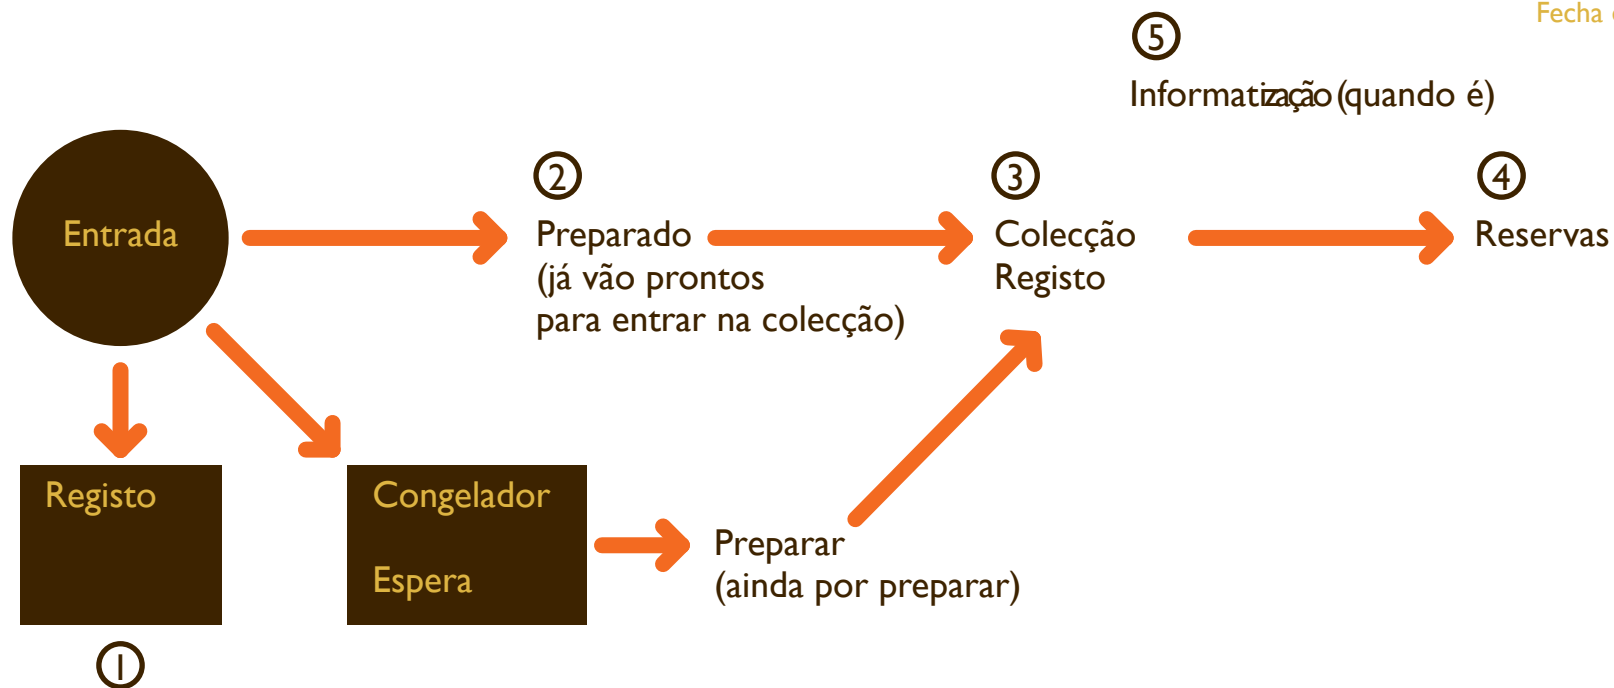 Fecha
5
Informatização (quando é)
2
3
4
Entrada
Preparado
(já vão prontos
para entrar na colecção)
Colecção
Registo
Reservas
Registo
Congelador
Espera
Preparar
(ainda por preparar)
1